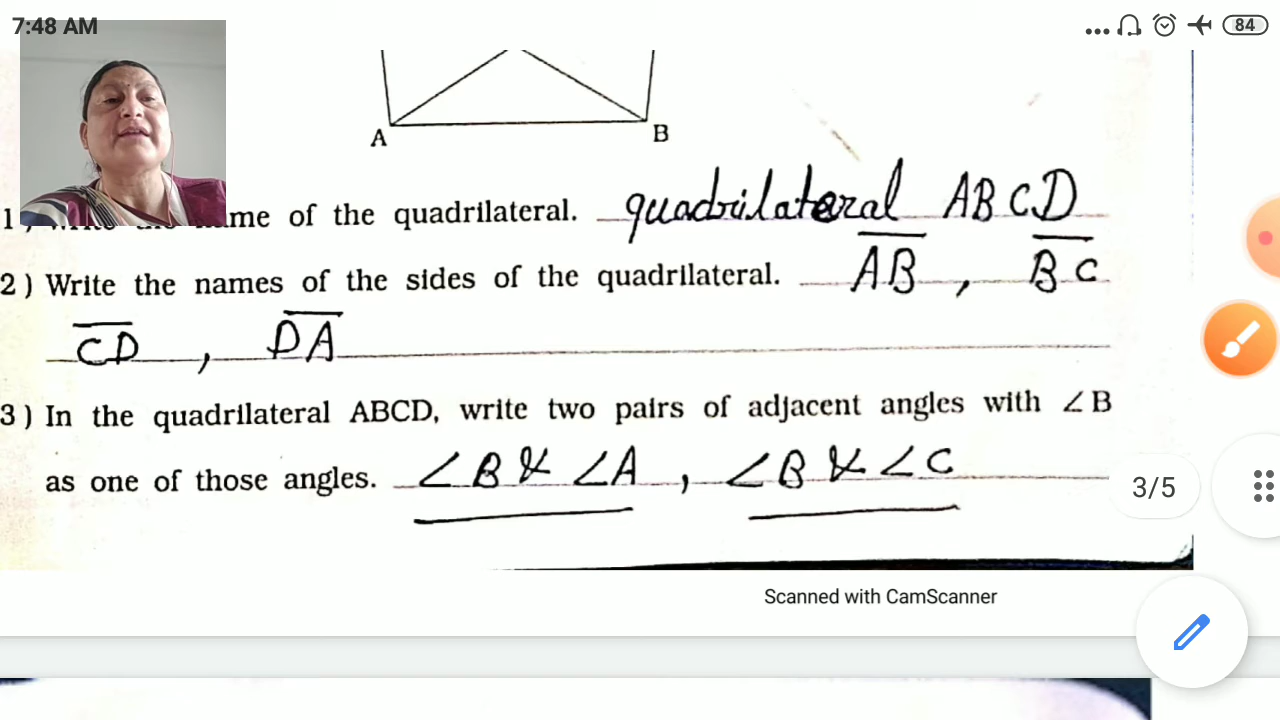 7:48 AM
84
A
B
1) me of the quadrilateral. quadrilateral ABCD
2) Write the names of the sides of the quadrilateral. AB, BC
CD, DA
3) In the quadrilateral ABCD, write two pairs of adjacent angles with ∠B
as one of those angles. ∠B & ∠A, ∠B & ∠C
3/5
Scanned with CamScanner